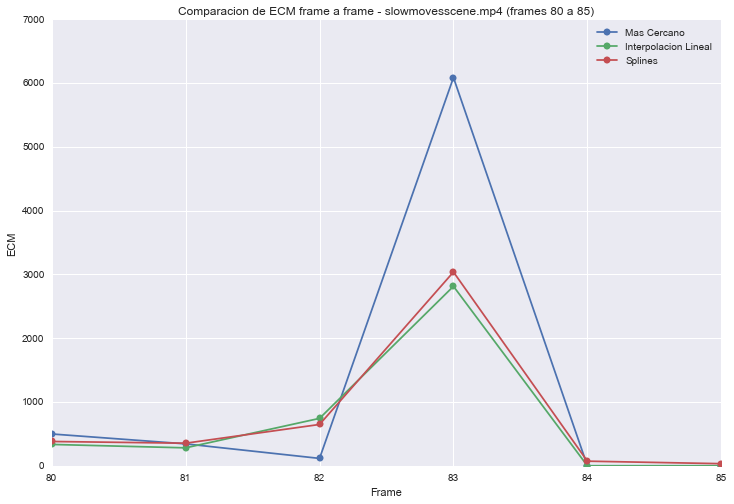 Comparacion de ECM frame a frame - slowmovesscene.mp4 (frames 80 a 85)
7000
6000
5000
4000
3000
2000
1000
0
ECM
Mas Cercano
Interpolacion Lineal
Splines
80 81 82 83 84 85
Frame